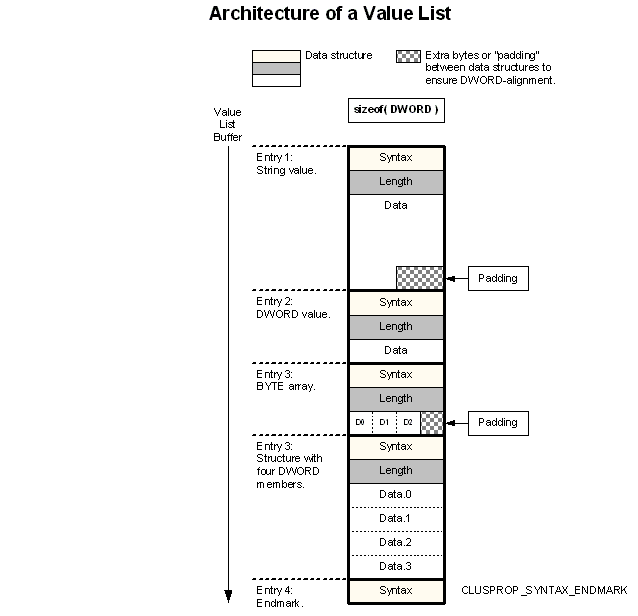 Architecture of a Value List
Data structure
Extra bytes or "padding"
between data structures to
ensure DWORD-alignment.
sizeof( DWORD )
Value
List
Buffer
Entry 1:
String value.
Syntax
Length
Data
Padding
Entry 2:
DWORD value.
Syntax
Length
Data
Entry 3:
BYTE array.
Syntax
Length
D0 D1 D2
Padding
Entry 3:
Structure with
four DWORD
members.
Syntax
Length
Data.0
Data.1
Data.2
Data.3
Entry 4:
Endmark.
Syntax
CLUSPROP_SYNTAX_ENDMARK